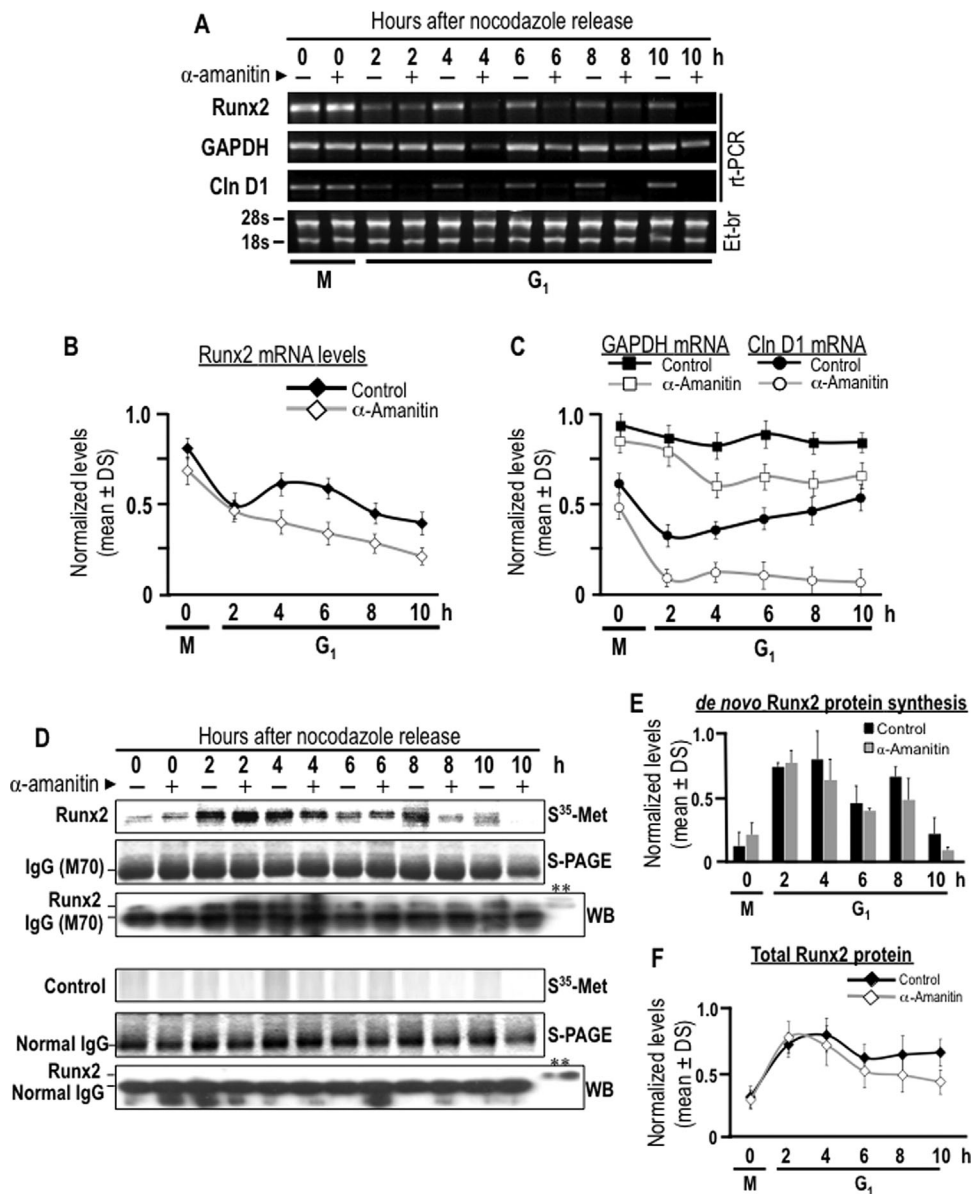 A
Hours after nocodazole release
0 0 2 2 4 4 6 6 8 8 10 10 h
α-amanitin ► – + – + – + – + – + – +
Runx2
GAPDH
Cln D1
rt-PCR
28s
18s
Et-br
M G1
B
Runx2 mRNA levels
Control
α-Amanitin
Normalized levels
(mean ± DS)
1.0
0.5
0
0 2 4 6 8 10 h
M G1
C
GAPDH mRNA Cln D1 mRNA
Control Control
α-Amanitin α-Amanitin
Normalized levels
(mean ± DS)
1.0
0.5
0
0 2 4 6 8 10 h
M G1
D
Hours after nocodazole release
0 0 2 2 4 4 6 6 8 8 10 10 h
α-amanitin ► – + – + – + – + – + – +
Runx2 S35-Met
IgG (M70) S-PAGE
**
Runx2
IgG (M70) WB
Control S35-Met
Normal IgG S-PAGE
**
Runx2
Normal IgG WB
E
de novo Runx2 protein synthesis
Control
α-Amanitin
Normalized levels
(mean ± DS)
1.0
0.5
0
0 2 4 6 8 10 h
M G1
F
Total Runx2 protein
Control
α-Amanitin
Normalized levels
(mean ± DS)
1.0
0.5
0
0 2 4 6 8 10 h
M G1